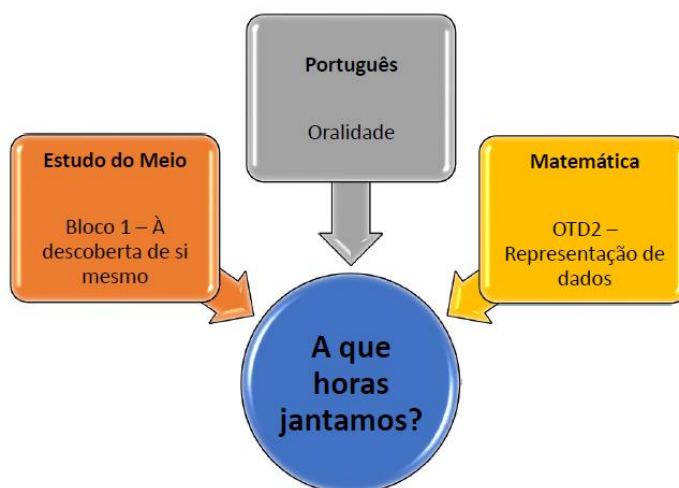 Português
Oralidade
Estudo do Meio
Bloco 1 – À
descoberta de si
mesmo
Matemática
OTD2 –
Representação de
dados
A que
horas
jantamos?